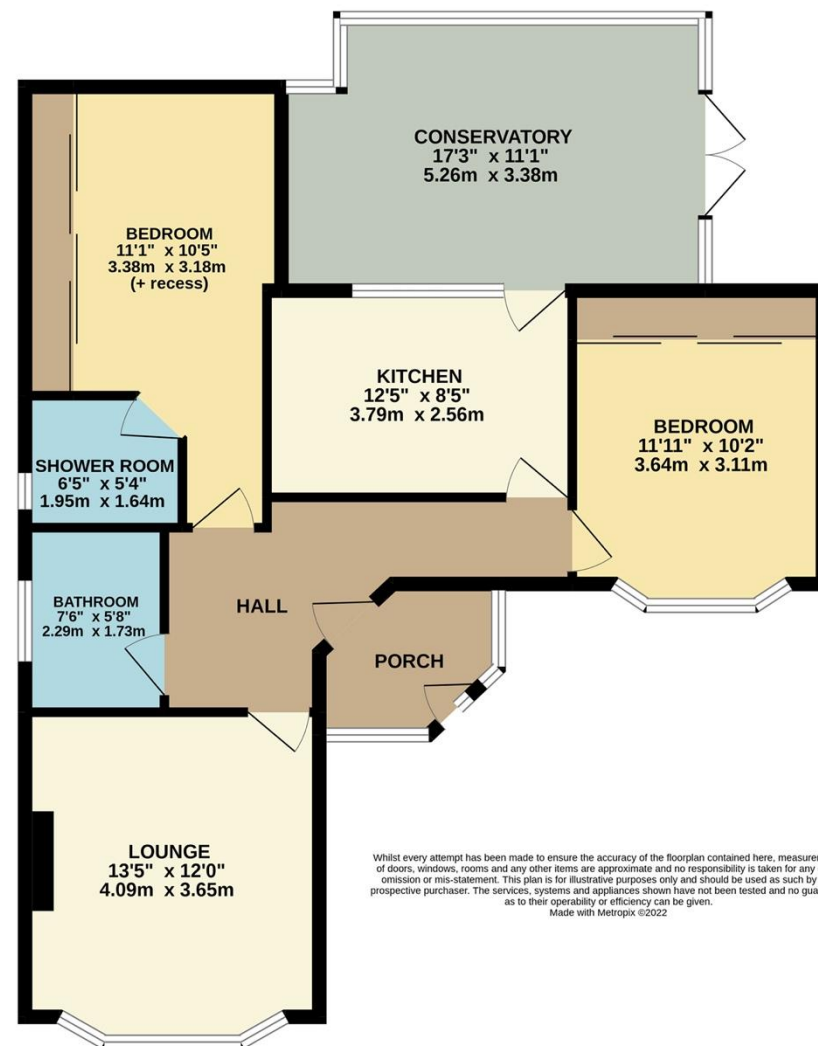 CONSERVATORY
17'3" x 11'1"
5.26m x 3.38m
BEDROOM
11'1" x 10'5"
3.38m x 3.18m
(+ recess)
KITCHEN
12'5" x 8'5"
3.79m x 2.56m
BEDROOM
11'11" x 10'2"
3.64m x 3.11m
SHOWER ROOM
6'5" x 5'4"
1.95m x 1.64m
BATHROOM
7'6" x 5'8"
2.29m x 1.73m
HALL
PORCH
LOUNGE
13'5" x 12'0"
4.09m x 3.65m
Whilst every attempt has been made to ensure the accuracy of the floorplan contained here,
of doors, windows, rooms and any other items are approximate and no responsibility is taken for any
omission or mis-statement. This plan is for illustrative purposes only and should be used as such by
prospective purchaser. The services, systems and appliances shown have not been tested and no
as to their operability or efficiency can be given.
Made with Metropix ©2022